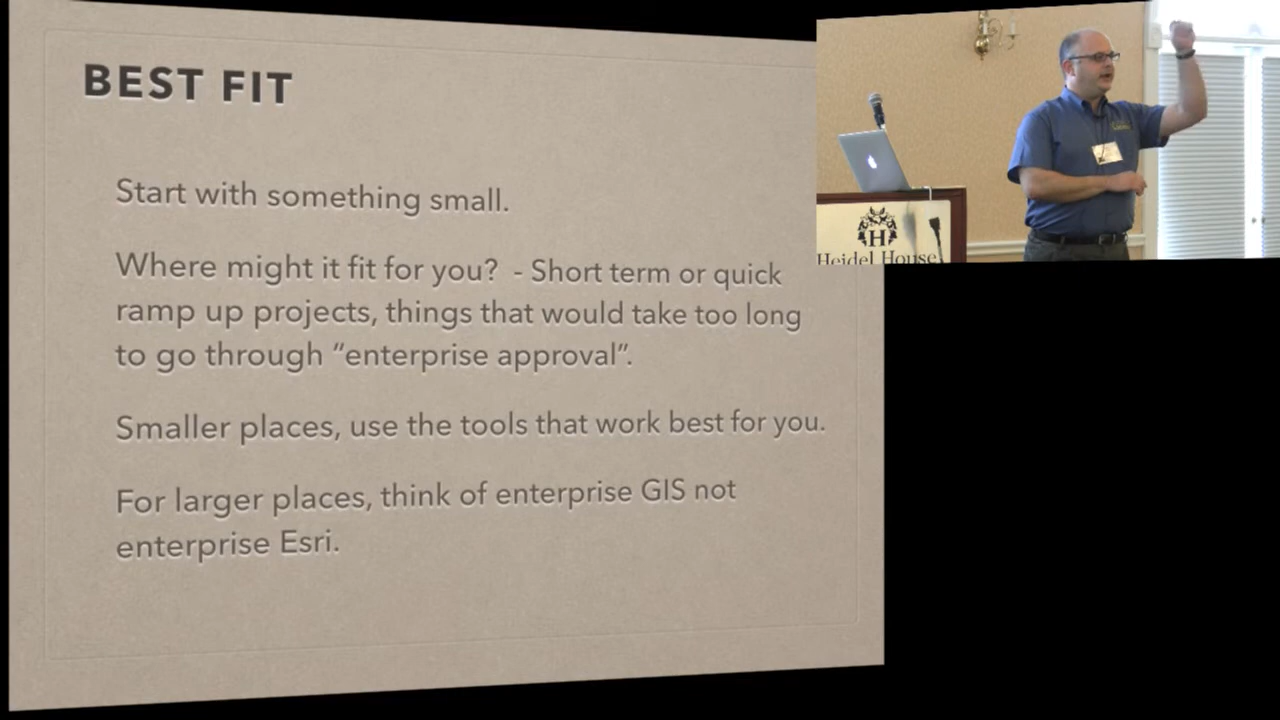 BEST FIT
Start with something small.
Where might it fit for you?  - Short term or quick
ramp up projects, things that would take too long
to go through “enterprise approval”.
Smaller places, use the tools that work best for you.
For larger places, think of enterprise GIS not
enterprise Esri.
H
Heidel House